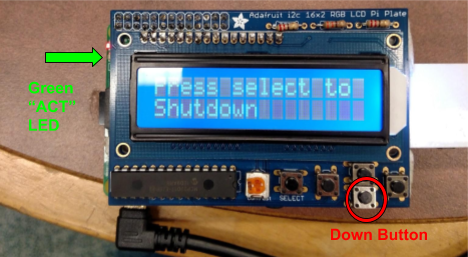 Adafruit i2c 16x2 RGB LCD Pi Plate
Green
"ACT"
LED
Press select to
Shutdown
SELECT
Down Button